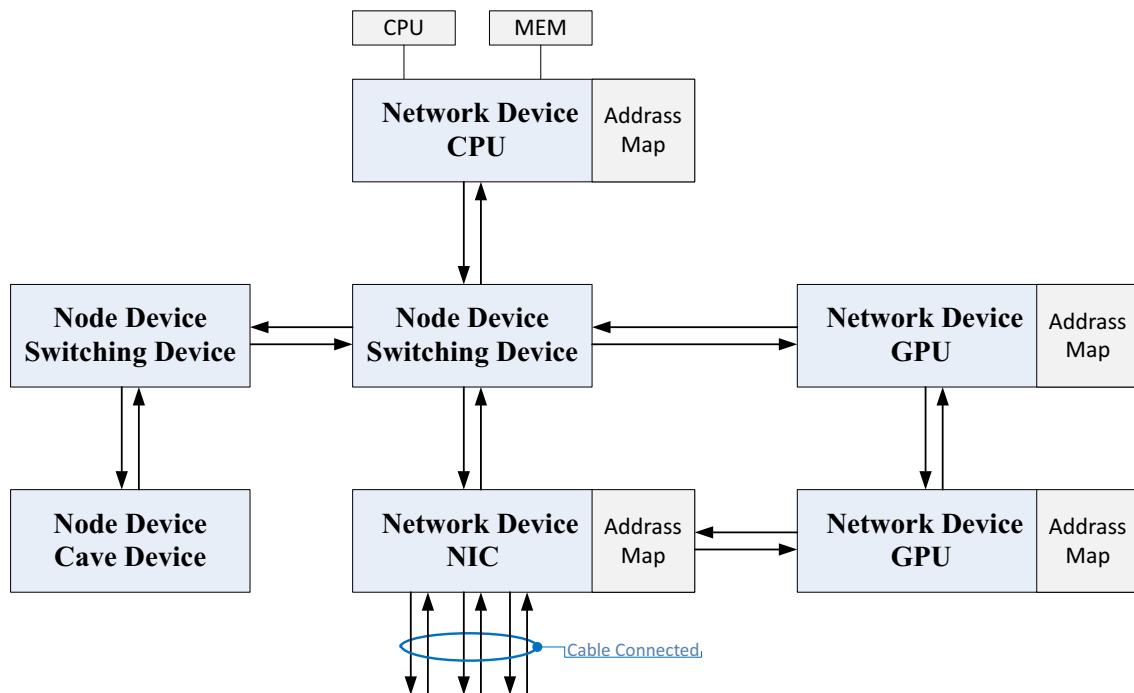 CPU
MEM
Network Device
CPU
Addrass
Map
Node Device
Switching Device
Node Device
Switching Device
Network Device
GPU
Addrass
Map
Node Device
Cave Device
Network Device
NIC
Addrass
Map
Network Device
GPU
Addrass
Map
Cable Connected